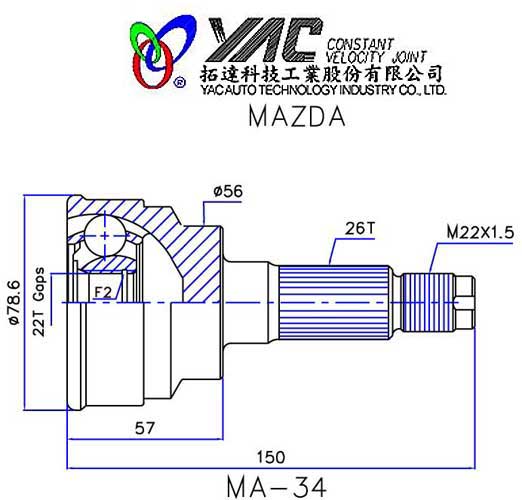 YAC CONSTANT
VELOCITY JOINT
®
拓達科技工業股份有限公司
YAC AUTO TECHNOLOGY INDUSTRY CO., LTD.
MAZDA
ø56
26T
M22X1.5
ø78.6
22T Gaps
F2
57
150
MA-34